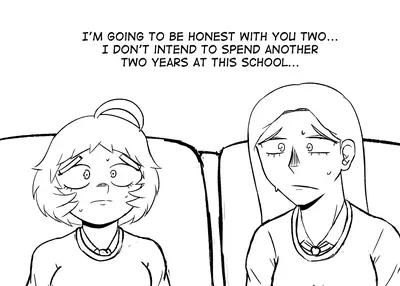 I'M GOING TO BE HONEST WITH YOU TWO...
I DON'T INTEND TO SPEND ANOTHER
TWO YEARS AT THIS SCHOOL...